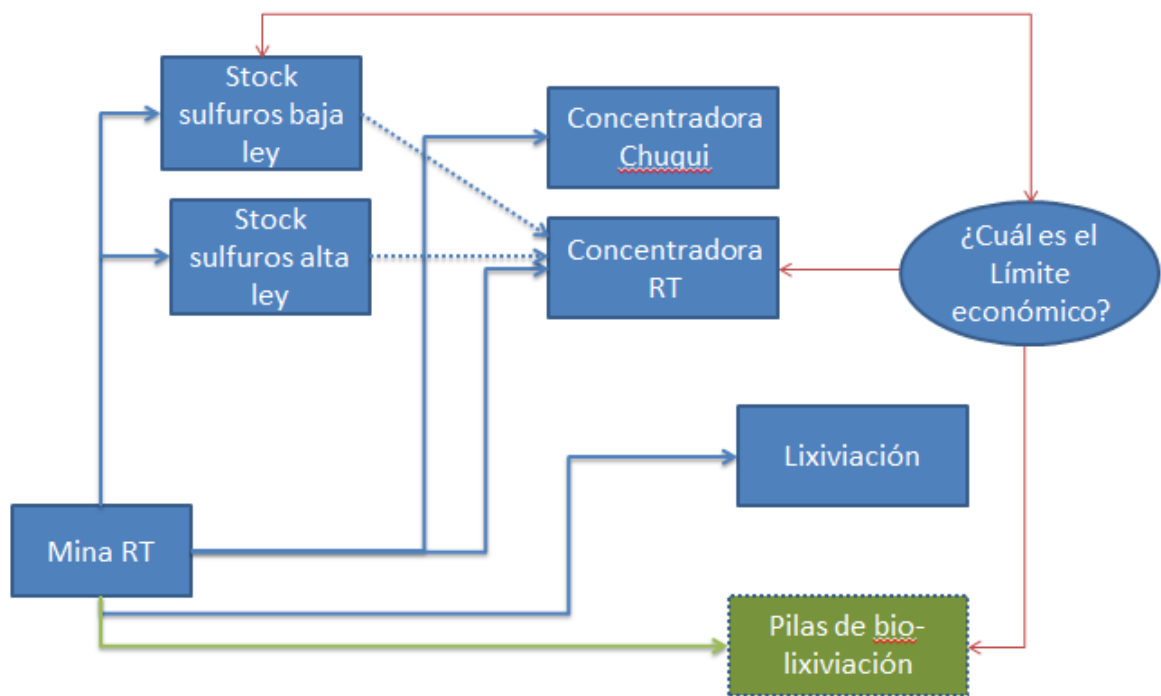 Stock
sulfuros baja
ley
Concentradora
Chuqui
Stock
sulfuros alta
ley
Concentradora
RT
¿Cuál es el
Límite
económico?
Lixiviación
Mina RT
Pilas de bio-
lixiviación